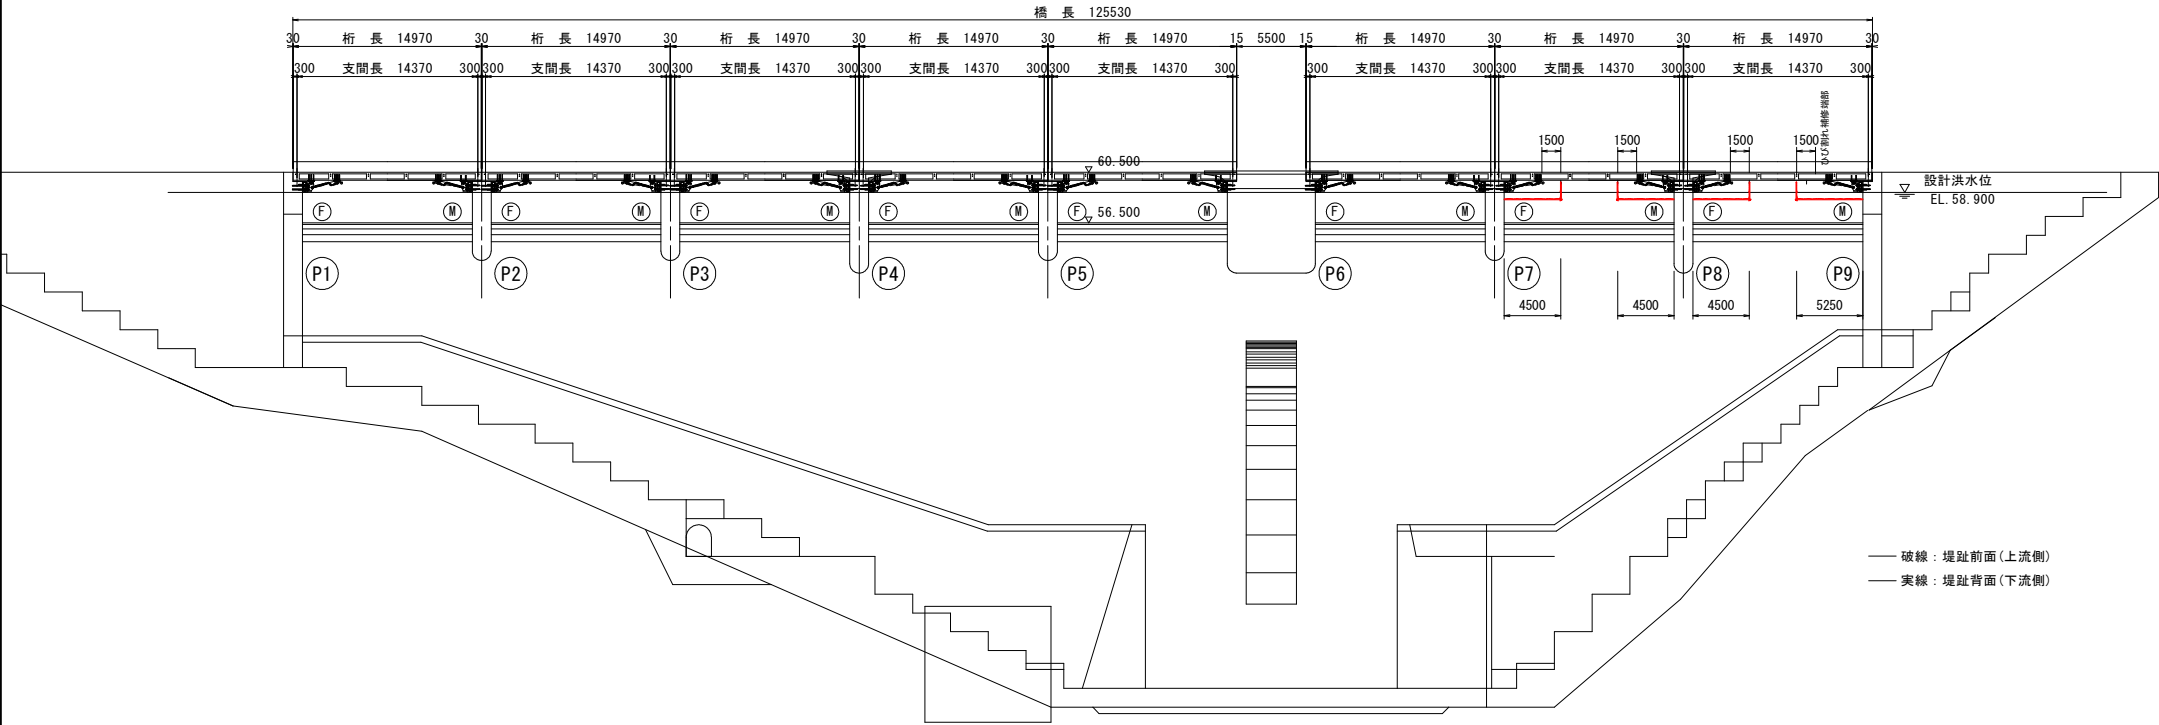 橋 長 125530
30 桁 長 14970 30 桁 長 14970 30 桁 長 14970 30 桁 長 14970 30 桁 長 14970 15 5500 15 桁 長 14970 30 桁 長 14970 30 桁 長 14970 30
300 支間長 14370 300 300 支間長 14370 300 300 支間長 14370 300 300 支間長 14370 300 300 支間長 14370 300 300 支間長 14370 300 300 支間長 14370 300 300 支間長 14370 300
ひび割れ補修端部
1500 1500 1500 1500
60.500
設計洪水位
EL.58.900
F M F M F M F M F M F M F M F M
56.500
P1 P2 P3 P4 P5 P6 P7 P8 P9
4500 4500 4500 5250
破線：堤趾前面(上流側)
実線：堤趾背面(下流側)